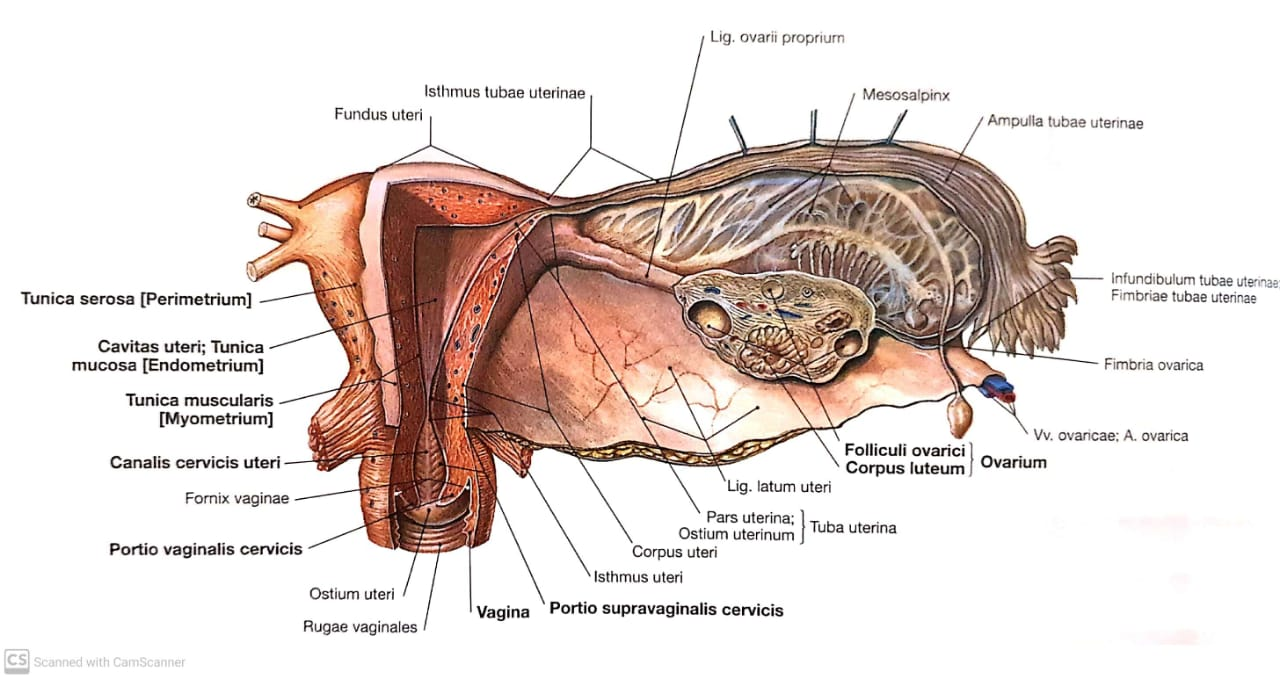 Lig. ovarii proprium
Isthmus tubae uterinae
Mesosalpinx
Fundus uteri
Ampulla tubae uterinae
Infundibulum tubae uterinae;
Fimbriae tubae uterinae
Tunica serosa [Perimetrium]
Cavitas uteri; Tunica
mucosa [Endometrium]
Fimbria ovarica
Tunica muscularis
[Myometrium]
Vv. ovaricae; A. ovarica
Folliculi ovarici
Corpus luteum
Ovarium
Canalis cervicis uteri
Lig. latum uteri
Fornix vaginae
Pars uterina;
Ostium uterinum
Tuba uterina
Portio vaginalis cervicis
Corpus uteri
Isthmus uteri
Ostium uteri
Vagina
Portio supravaginalis cervicis
Rugae vaginales
CS Scanned with CamScanner